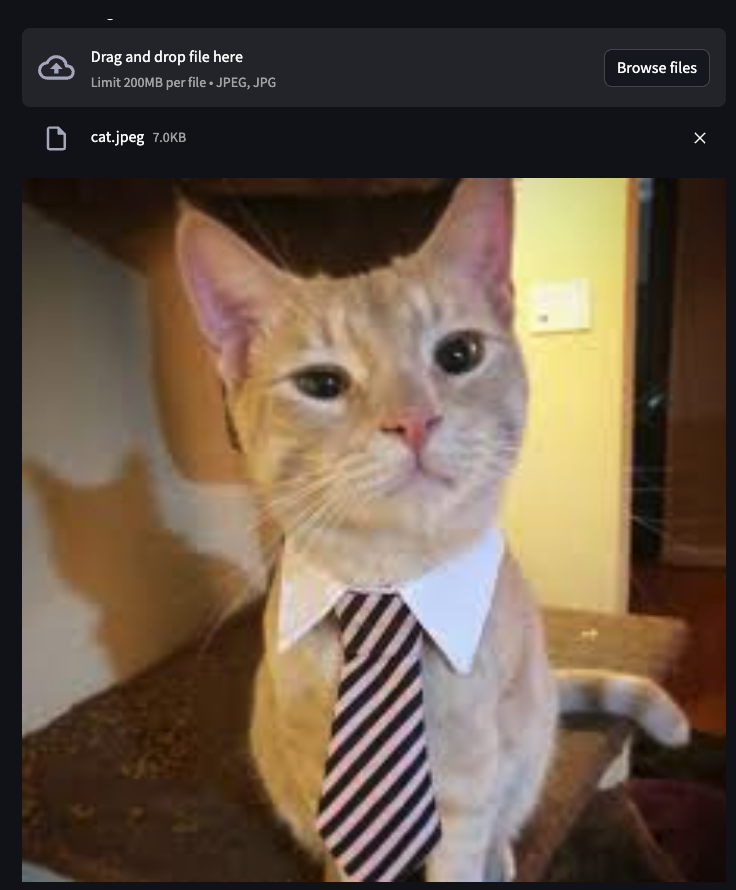 Drag and drop file here
Limit 200MB per file • JPEG, JPG
Browse files
cat.jpeg 7.0KB